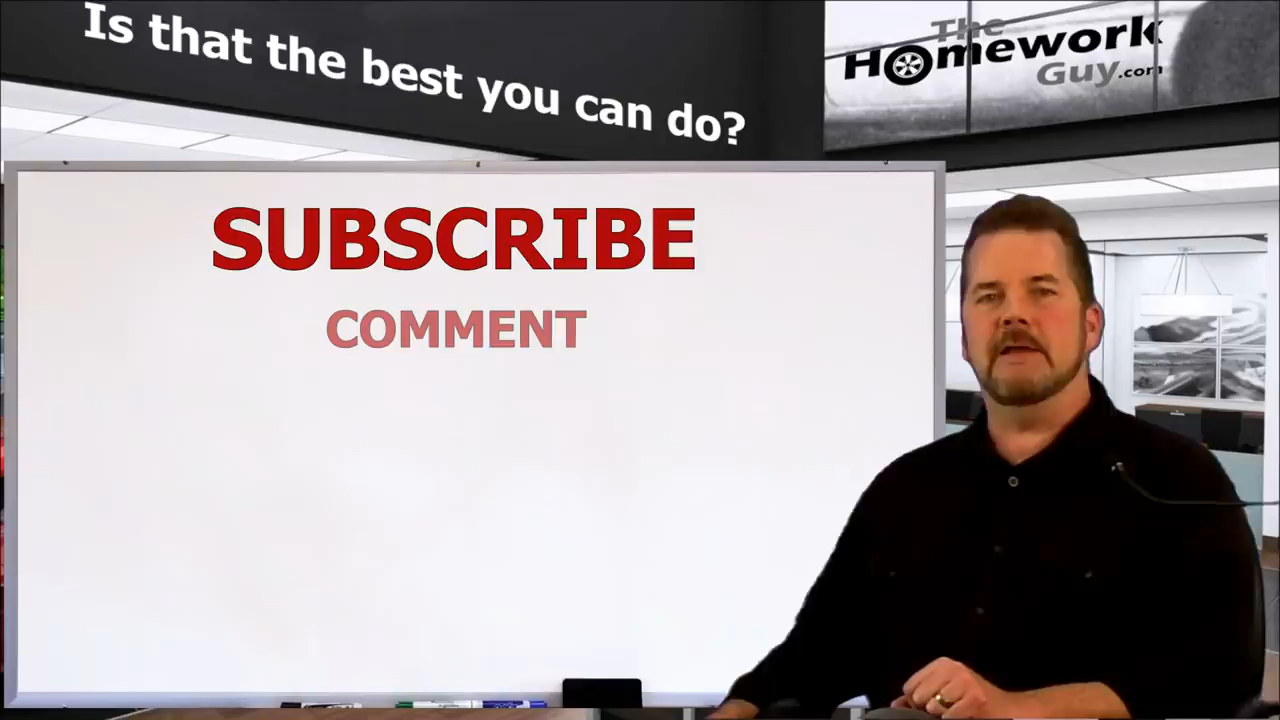 Is that the best you can do?
The
Homework
Guy.com
SUBSCRIBE
COMMENT